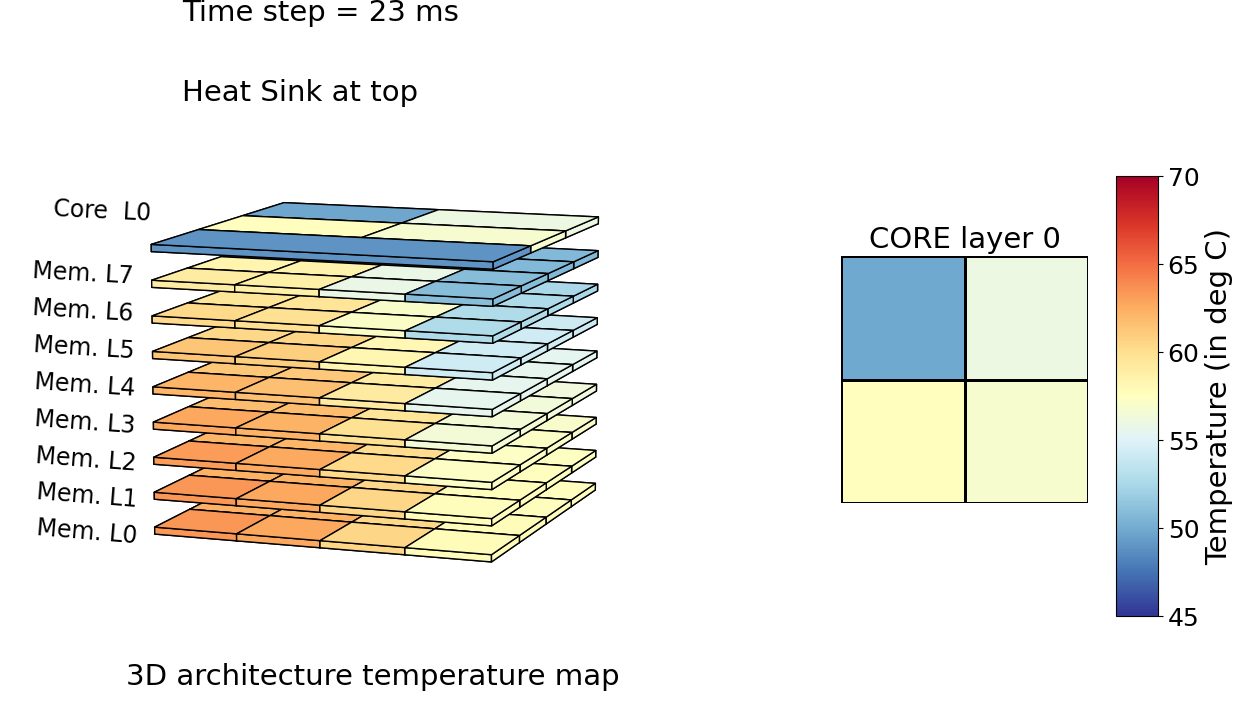 Time step = 23 ms
Heat Sink at top
Core  L0
Mem. L7
Mem. L6
Mem. L5
Mem. L4
Mem. L3
Mem. L2
Mem. L1
Mem. L0
3D architecture temperature map
CORE layer 0
70
65
60
55
50
45
Temperature (in deg C)